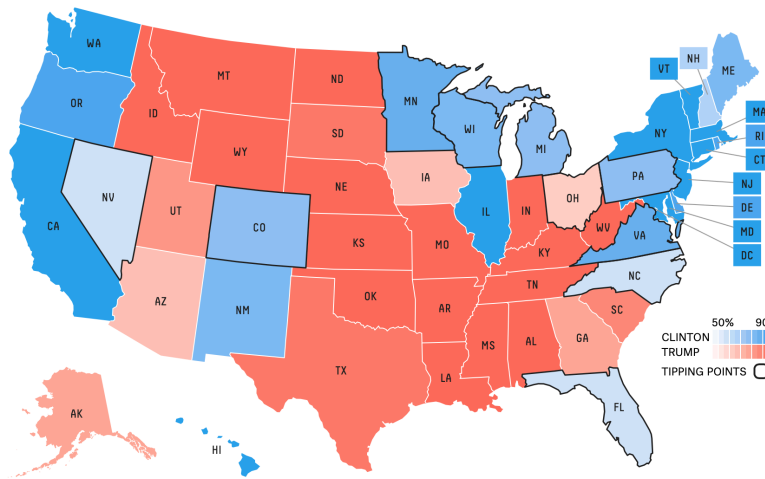 WA
MT
ND
MN
VT
NH
ME
OR
ID
SD
WI
MI
NY
MA
RI
CT
WY
NE
IA
PA
NJ
NV
UT
CO
IL
IN
OH
DE
MD
DC
CA
KS
MO
KY
WV
VA
AZ
NM
OK
AR
TN
NC
SC
MS
AL
GA
TX
LA
FL
AK
HI
50%
CLINTON
TRUMP
TIPPING POINTS